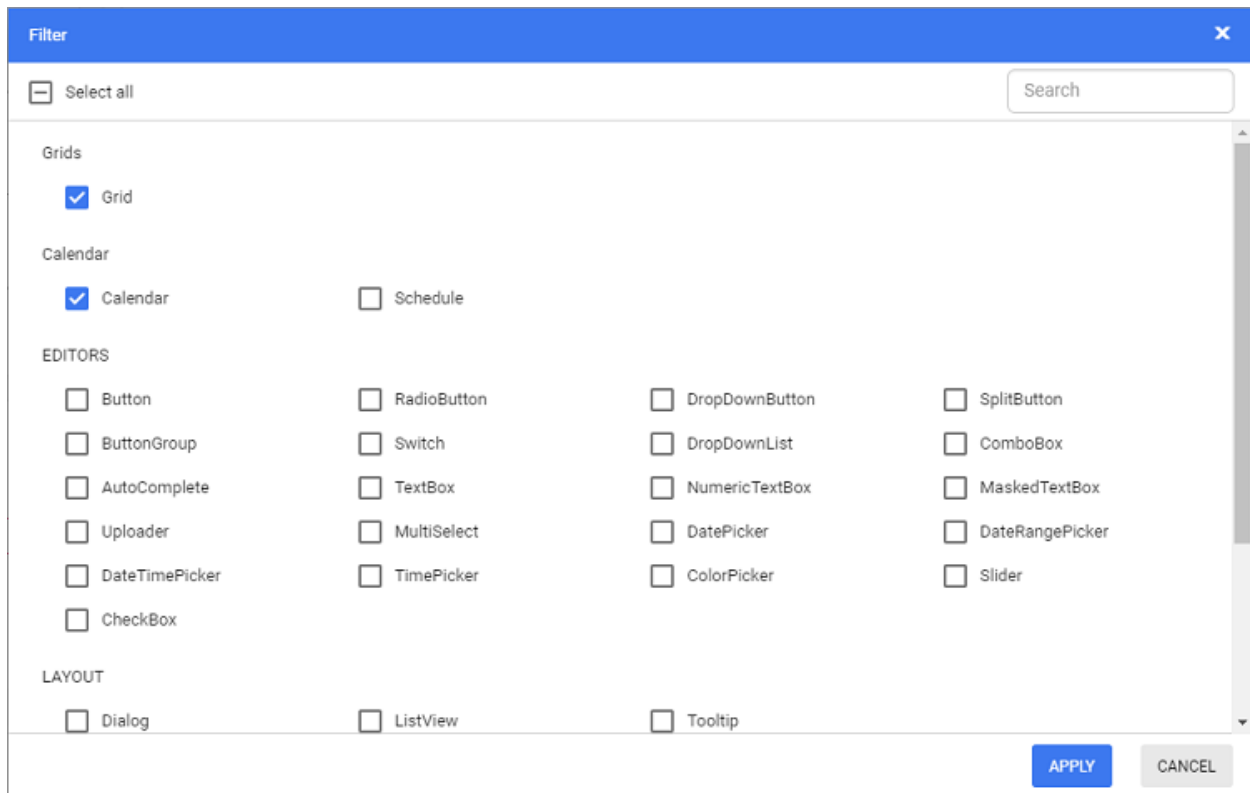 Filter
Select all Search
Grids
Grid
Calendar
Calendar Schedule
EDITORS
Button RadioButton DropDownButton SplitButton
ButtonGroup Switch DropDownList ComboBox
AutoComplete TextBox NumericTextBox MaskedTextBox
Uploader MultiSelect DatePicker DateRangePicker
DateTimePicker TimePicker ColorPicker Slider
CheckBox
LAYOUT
Dialog ListView Tooltip
APPLY CANCEL